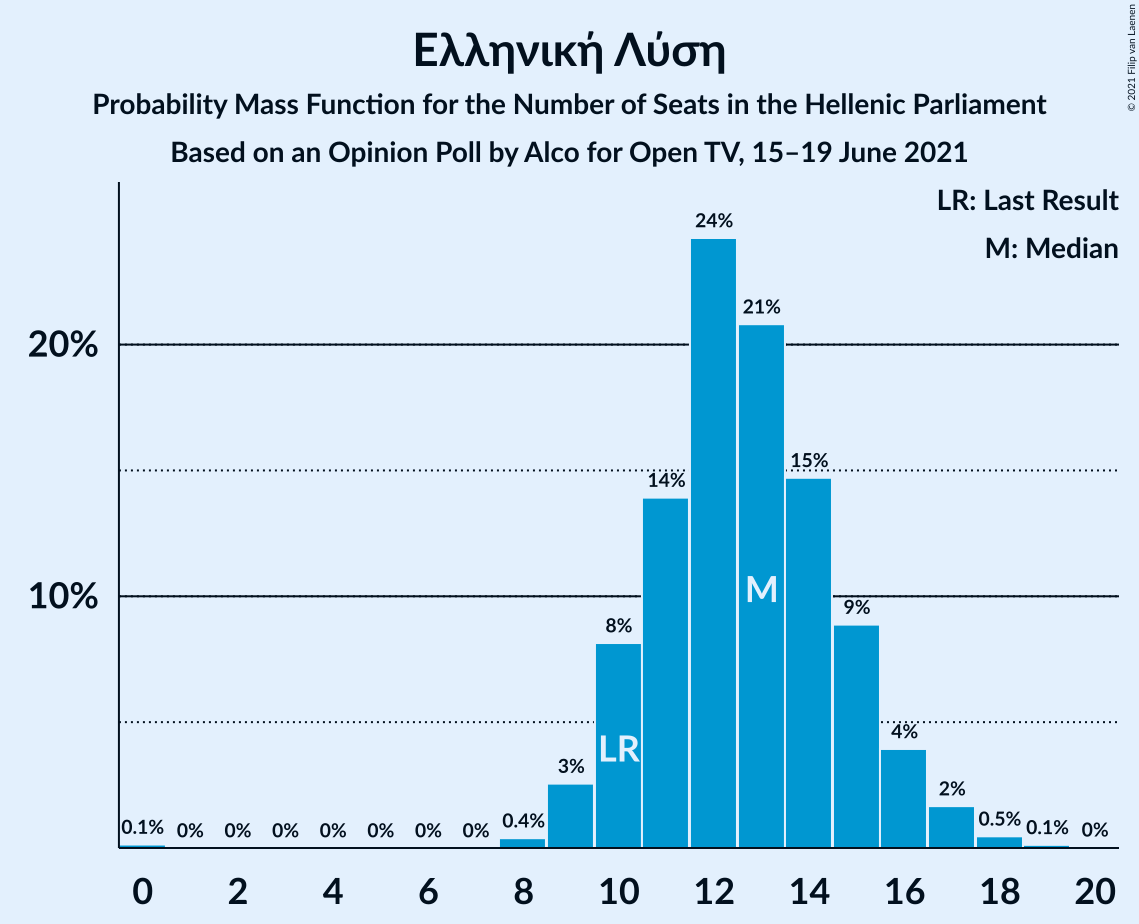 Ελληνική Λύση
Probability Mass Function for the Number of Seats in the Hellenic Parliament
Based on an Opinion Poll by Alco for Open TV, 15–19 June 2021
© 2021 Filip van Laenen
LR: Last Result
M: Median
24%
21%
20%
15%
14%
10%
M
9%
8%
LR
4%
3%
2%
0.1% 0% 0% 0% 0% 0% 0% 0% 0.4% 0.5% 0.1% 0%
0 2 4 6 8 10 12 14 16 18 20